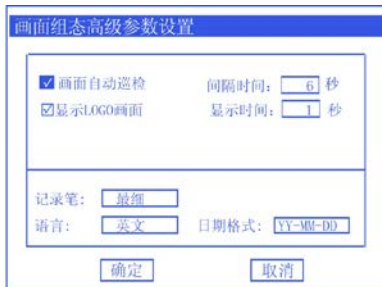 画面组态高级参数设置
画面自动巡检 间隔时间： 6 秒
显示LOGO画面 显示时间： 1 秒
记录笔： 最细
语言： 英文 日期格式： YY-MM-DD
确定 取消